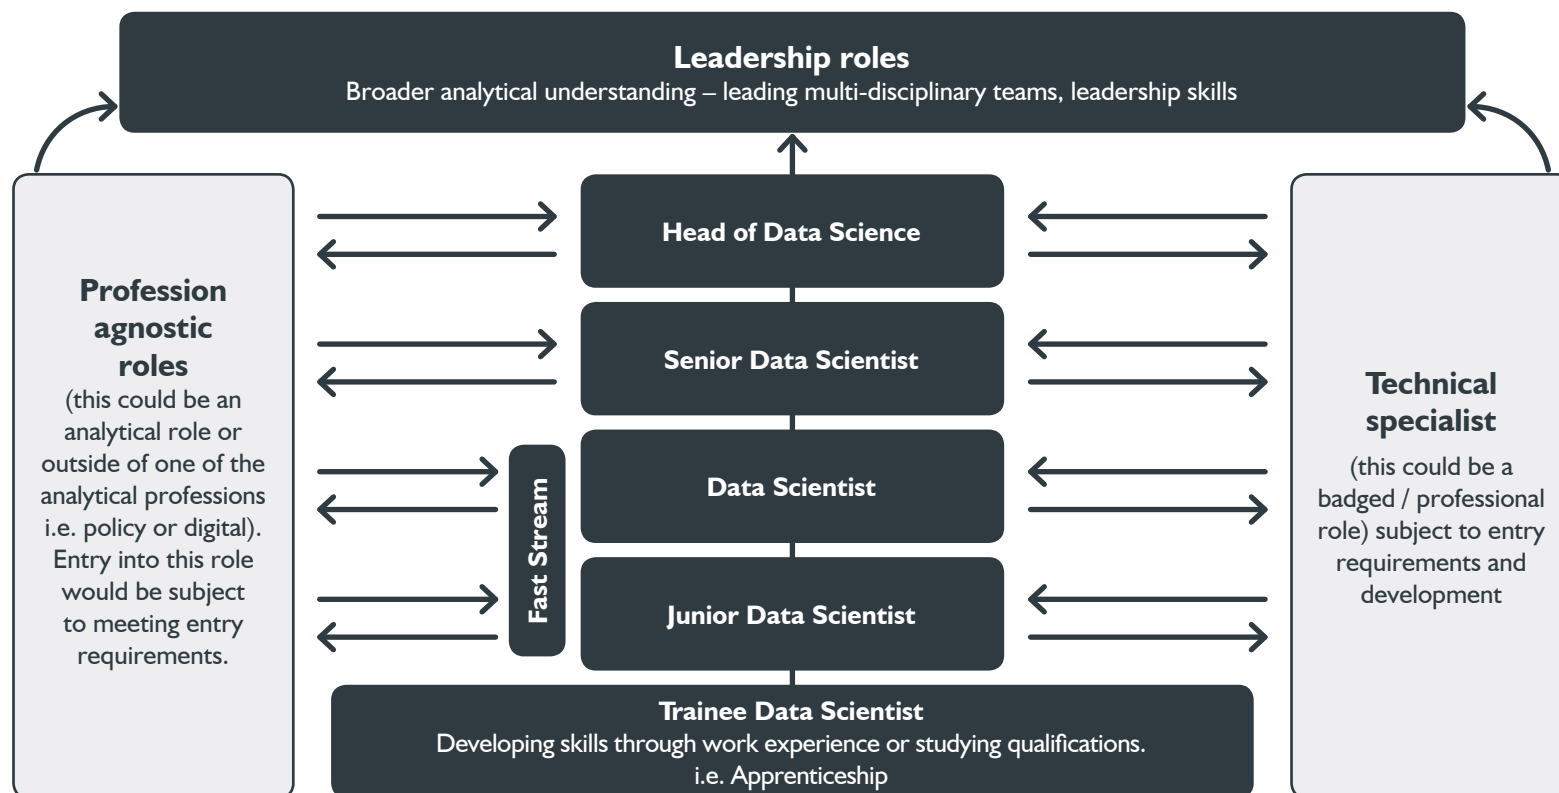 Leadership roles
Broader analytical understanding – leading multi-disciplinary teams, leadership skills
Profession
agnostic
roles
(this could be an
analytical role or
outside of one of the
analytical professions
i.e. policy or digital).
Entry into this role
would be subject
to meeting entry
requirements.
Head of Data Science
Senior Data Scientist
Fast Stream
Data Scientist
Junior Data Scientist
Trainee Data Scientist
Developing skills through work experience or studying qualifications.
i.e. Apprenticeship
Technical
specialist
(this could be a
badged / professional
role) subject to entry
requirements and
development